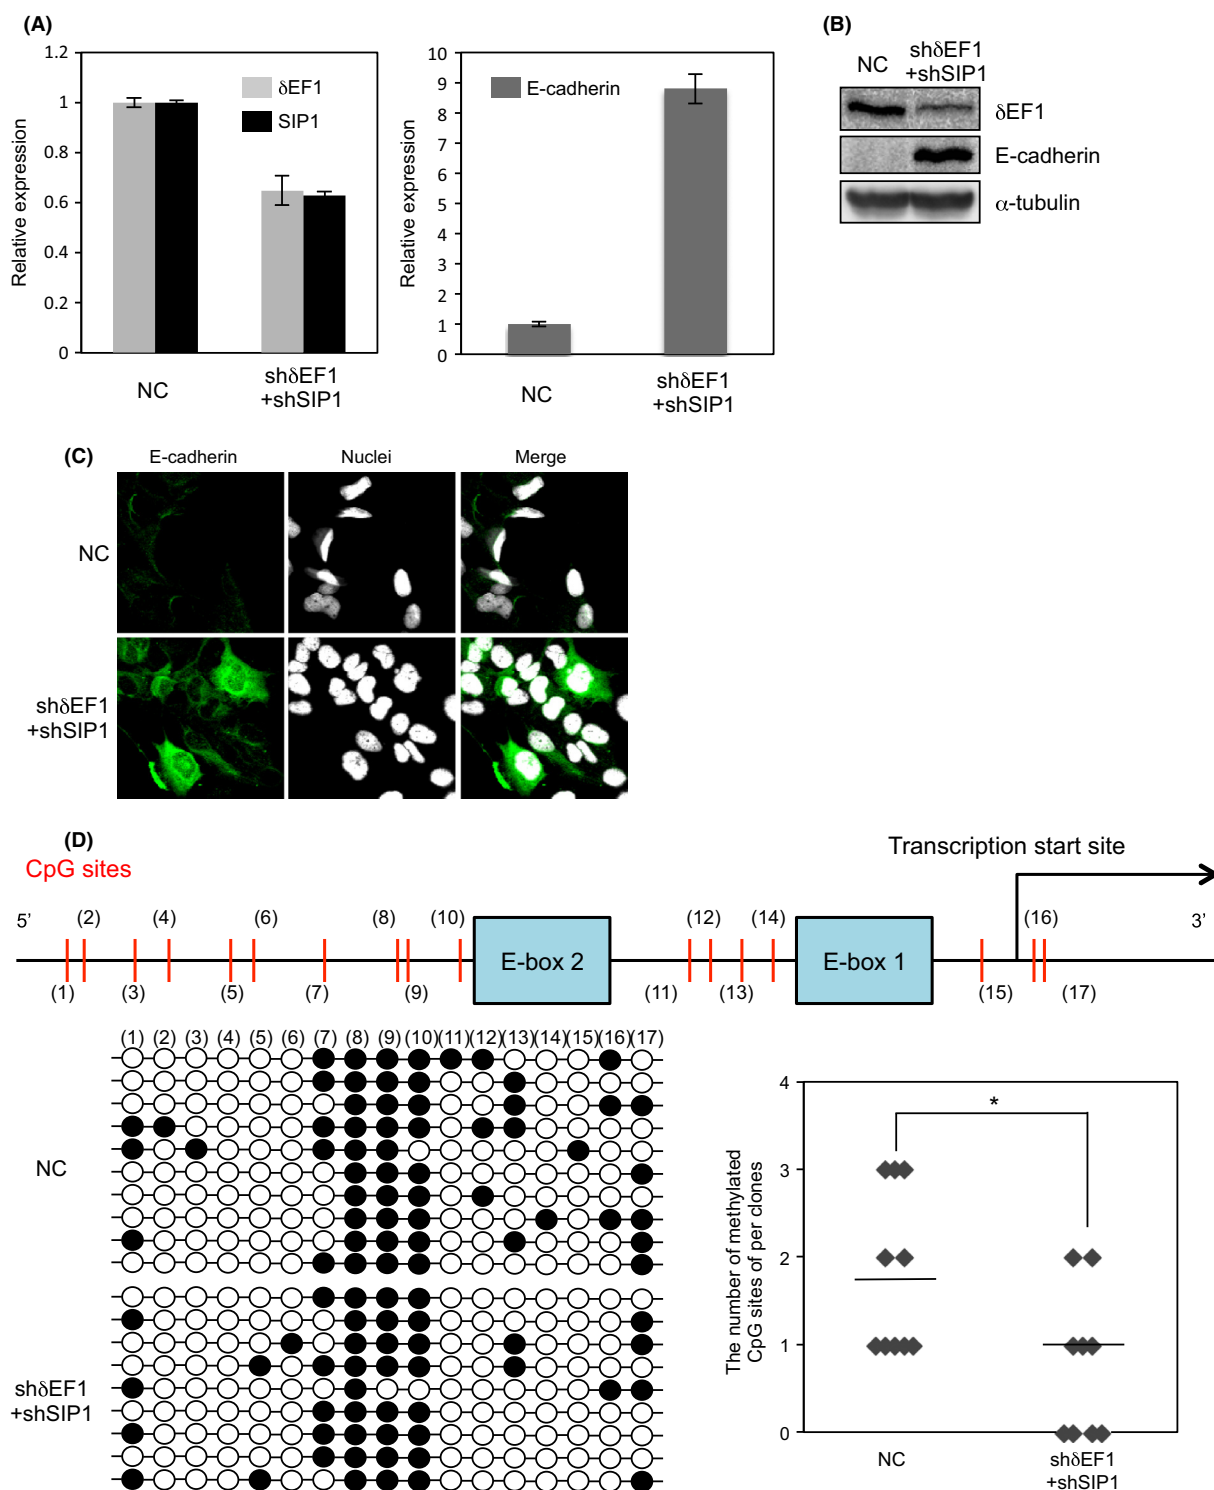 (A)
1.2
1
0.8
0.6
0.4
0.2
0
Relative expression
δEF1
SIP1
NC
shδEF1
+shSIP1
10
9
8
7
6
5
4
3
2
1
0
Relative expression
E-cadherin
NC
shδEF1
+shSIP1
(B)
NC
shδEF1
+shSIP1
δEF1
E-cadherin
α-tubulin
(C)
E-cadherin Nuclei Merge
NC
shδEF1
+shSIP1
(D)
CpG sites
Transcription start site
5’ (2) (4) (6) (8) (10) (12) (14) (16) 3’
E-box 2 E-box 1
(1) (3) (5) (7) (9) (11) (13) (15) (17)
(1) (2) (3) (4) (5) (6) (7) (8) (9) (10) (11) (12) (13) (14) (15) (16) (17)
NC
shδEF1
+shSIP1
The number of methylated
CpG sites of per clones
4
3
2
1
0
*
NC
shδEF1
+shSIP1